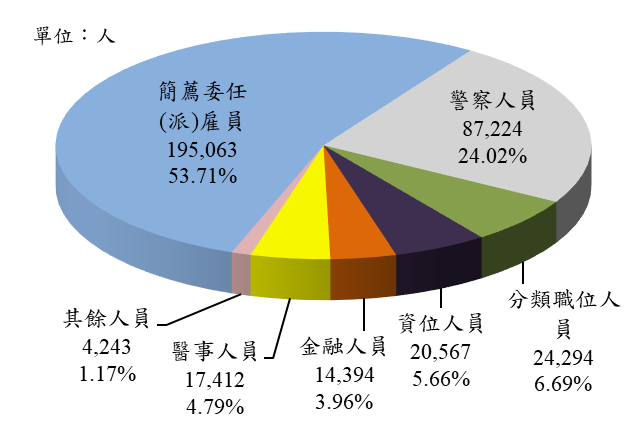 單位：人
簡薦委任
(派)雇員
195,063
53.71%
警察人員
87,224
24.02%
分類職位人
員
24,294
6.69%
資位人員
20,567
5.66%
金融人員
14,394
3.96%
醫事人員
17,412
4.79%
其餘人員
4,243
1.17%